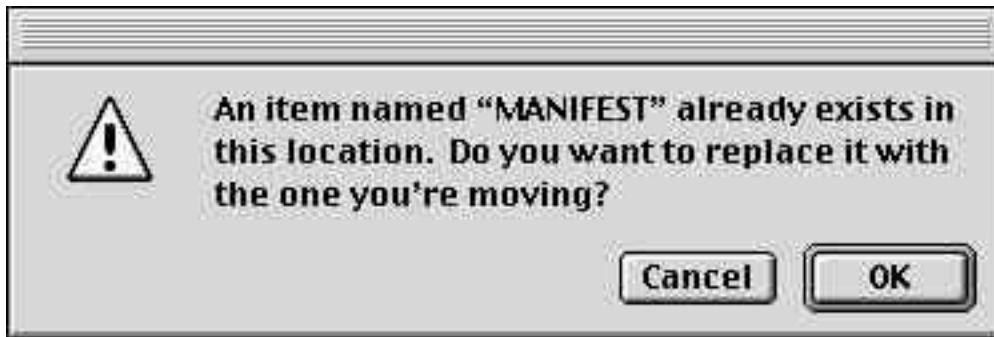 An item named “MANIFEST” already exists in
this location.  Do you want to replace it with
the one you're moving?
Cancel OK